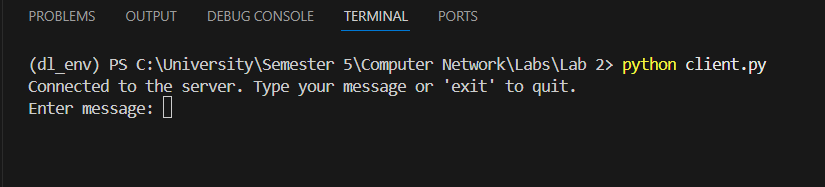 PROBLEMS OUTPUT DEBUG CONSOLE TERMINAL PORTS
(dl_env) PS C:\University\Semester 5\Computer Network\Labs\Lab 2> python client.py
Connected to the server. Type your message or 'exit' to quit.
Enter message: